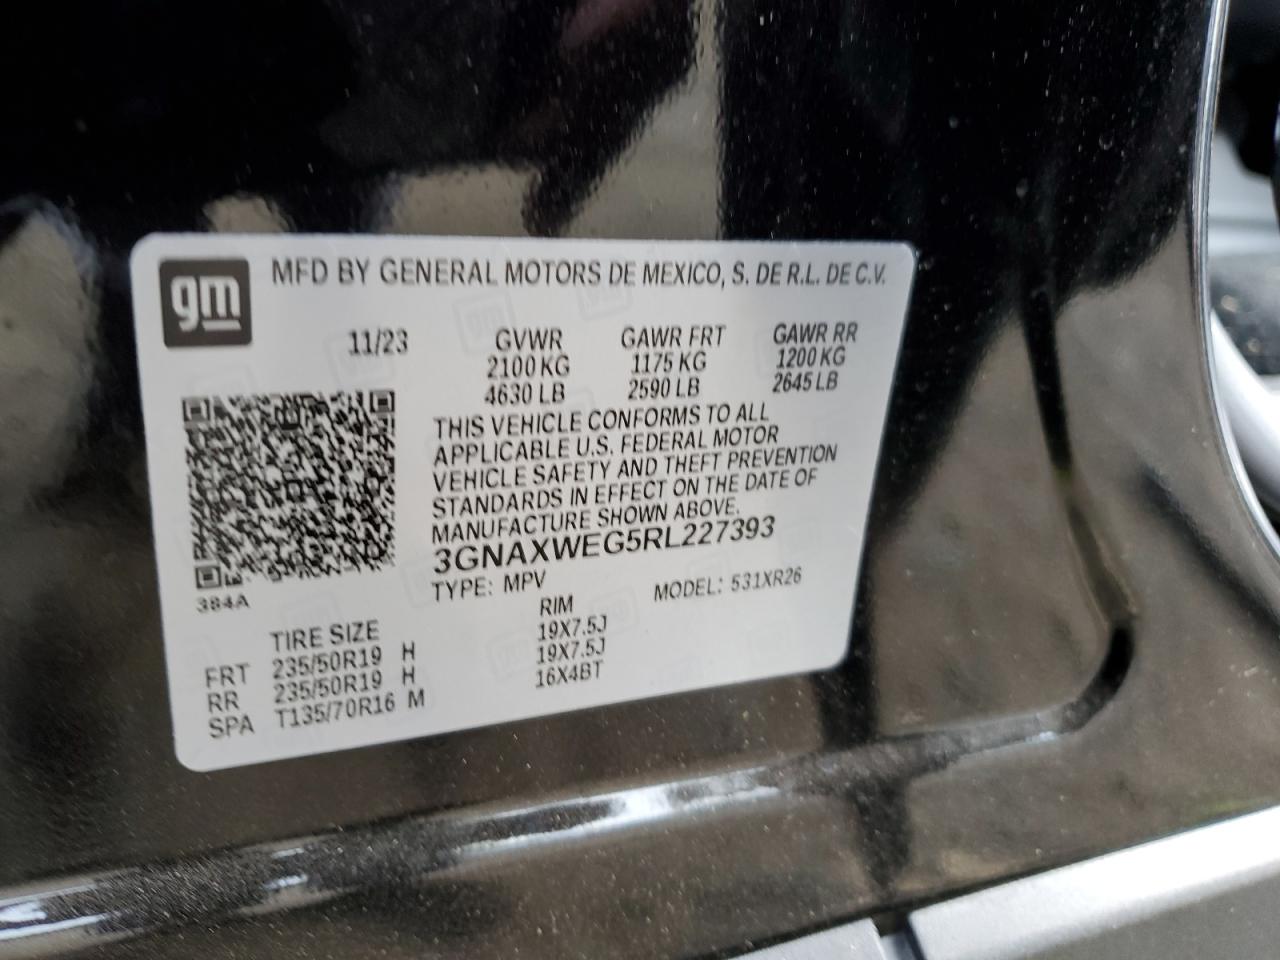 gm
MFD BY GENERAL MOTORS DE MEXICO, S. DE R.L. DE C.V.
11/23 GVWR GAWR FRT GAWR RR
2100 KG 1175 KG 1200 KG
4630 LB 2590 LB 2645 LB
THIS VEHICLE CONFORMS TO ALL
APPLICABLE U.S. FEDERAL MOTOR
VEHICLE SAFETY AND THEFT PREVENTION
STANDARDS IN EFFECT ON THE DATE OF
MANUFACTURE SHOWN ABOVE.
3GNAXWEG5RL227393
TYPE: MPV MODEL: 531XR26
384A
TIRE SIZE RIM
FRT 235/50R19 H 19X7.5J
RR 235/50R19 H 19X7.5J
SPA T135/70R16 M 16X4BT